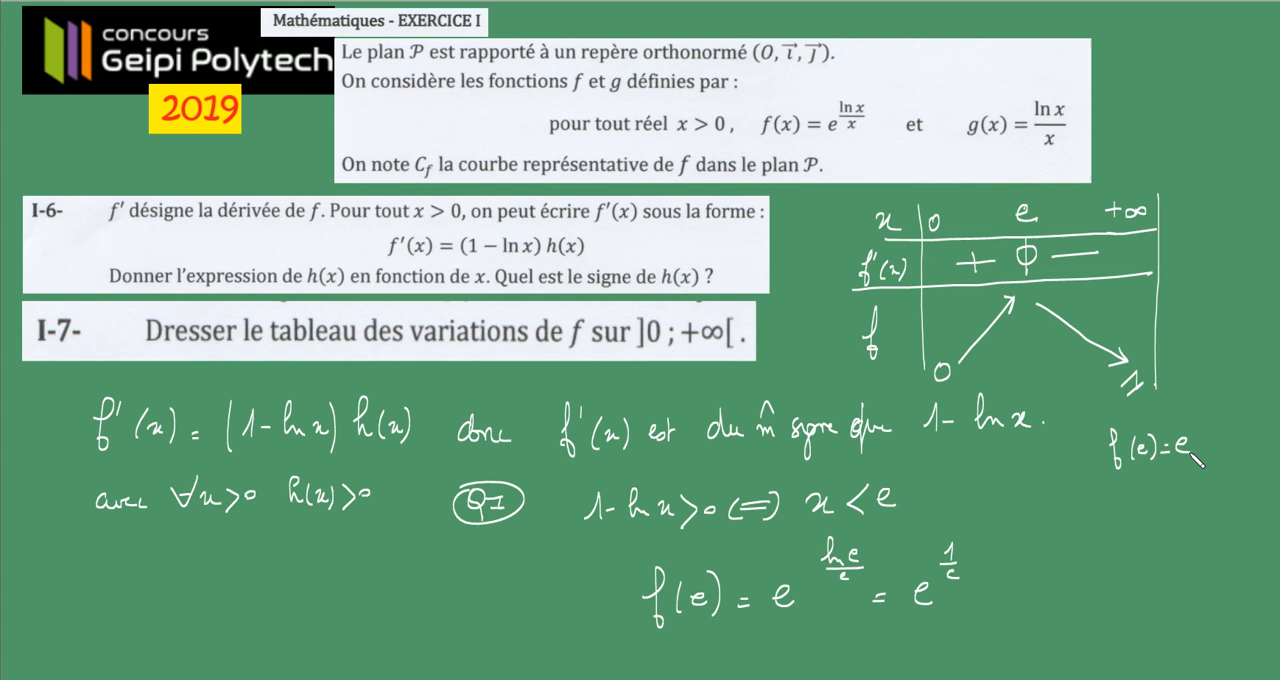 concours
Geipi Polytech
2019
Mathématiques - EXERCICE I
Le plan 𝒫 est rapporté à un repère orthonormé (O, i⃗, j⃗).
On considère les fonctions f et g définies par :
pour tout réel x > 0 , f(x) = e^(ln x / x) et g(x) = ln x / x
On note C_f la courbe représentative de f dans le plan 𝒫.
I-6- f' désigne la dérivée de f. Pour tout x > 0, on peut écrire f'(x) sous la forme :
f'(x) = (1 − ln x) h(x)
Donner l'expression de h(x) en fonction de x. Quel est le signe de h(x) ?
I-7- Dresser le tableau des variations de f sur ]0 ; +∞[ .
x 0 e +∞
f'(x) + 0 −
f
0 1
f'(x) = (1 - ln x) h(x) donc f'(x) est du m̂ signe que 1 - ln x.
f(e) = e
avec ∀x > 0 h(x) > 0 Q I 1 - ln x > 0 (=) x < e
f(e) = e^(ln e / e) = e^(1/e)